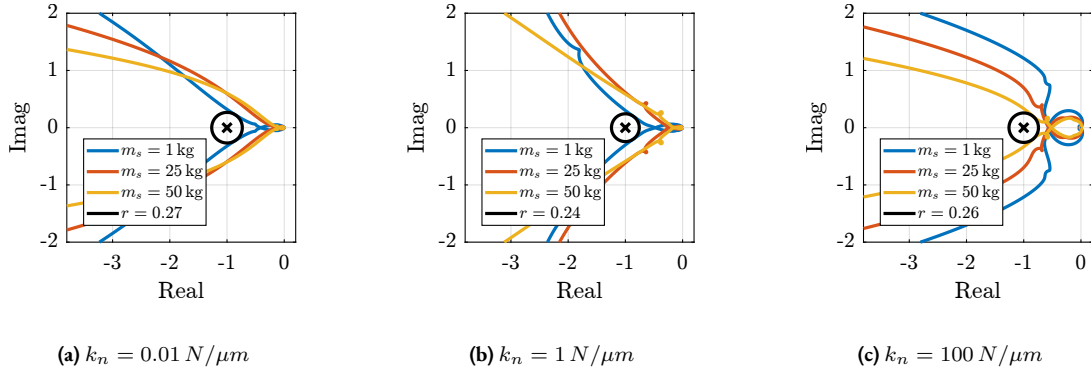 2
1
0
-1
-2
Imag
-3
-2
-1
0
Real
m_s = 1 kg
m_s = 25 kg
m_s = 50 kg
r = 0.27
(a) k_n = 0.01 N/μm
2
1
0
-1
-2
Imag
-3
-2
-1
0
Real
m_s = 1 kg
m_s = 25 kg
m_s = 50 kg
r = 0.24
(b) k_n = 1 N/μm
2
1
0
-1
-2
Imag
-3
-2
-1
0
Real
m_s = 1 kg
m_s = 25 kg
m_s = 50 kg
r = 0.26
(c) k_n = 100 N/μm